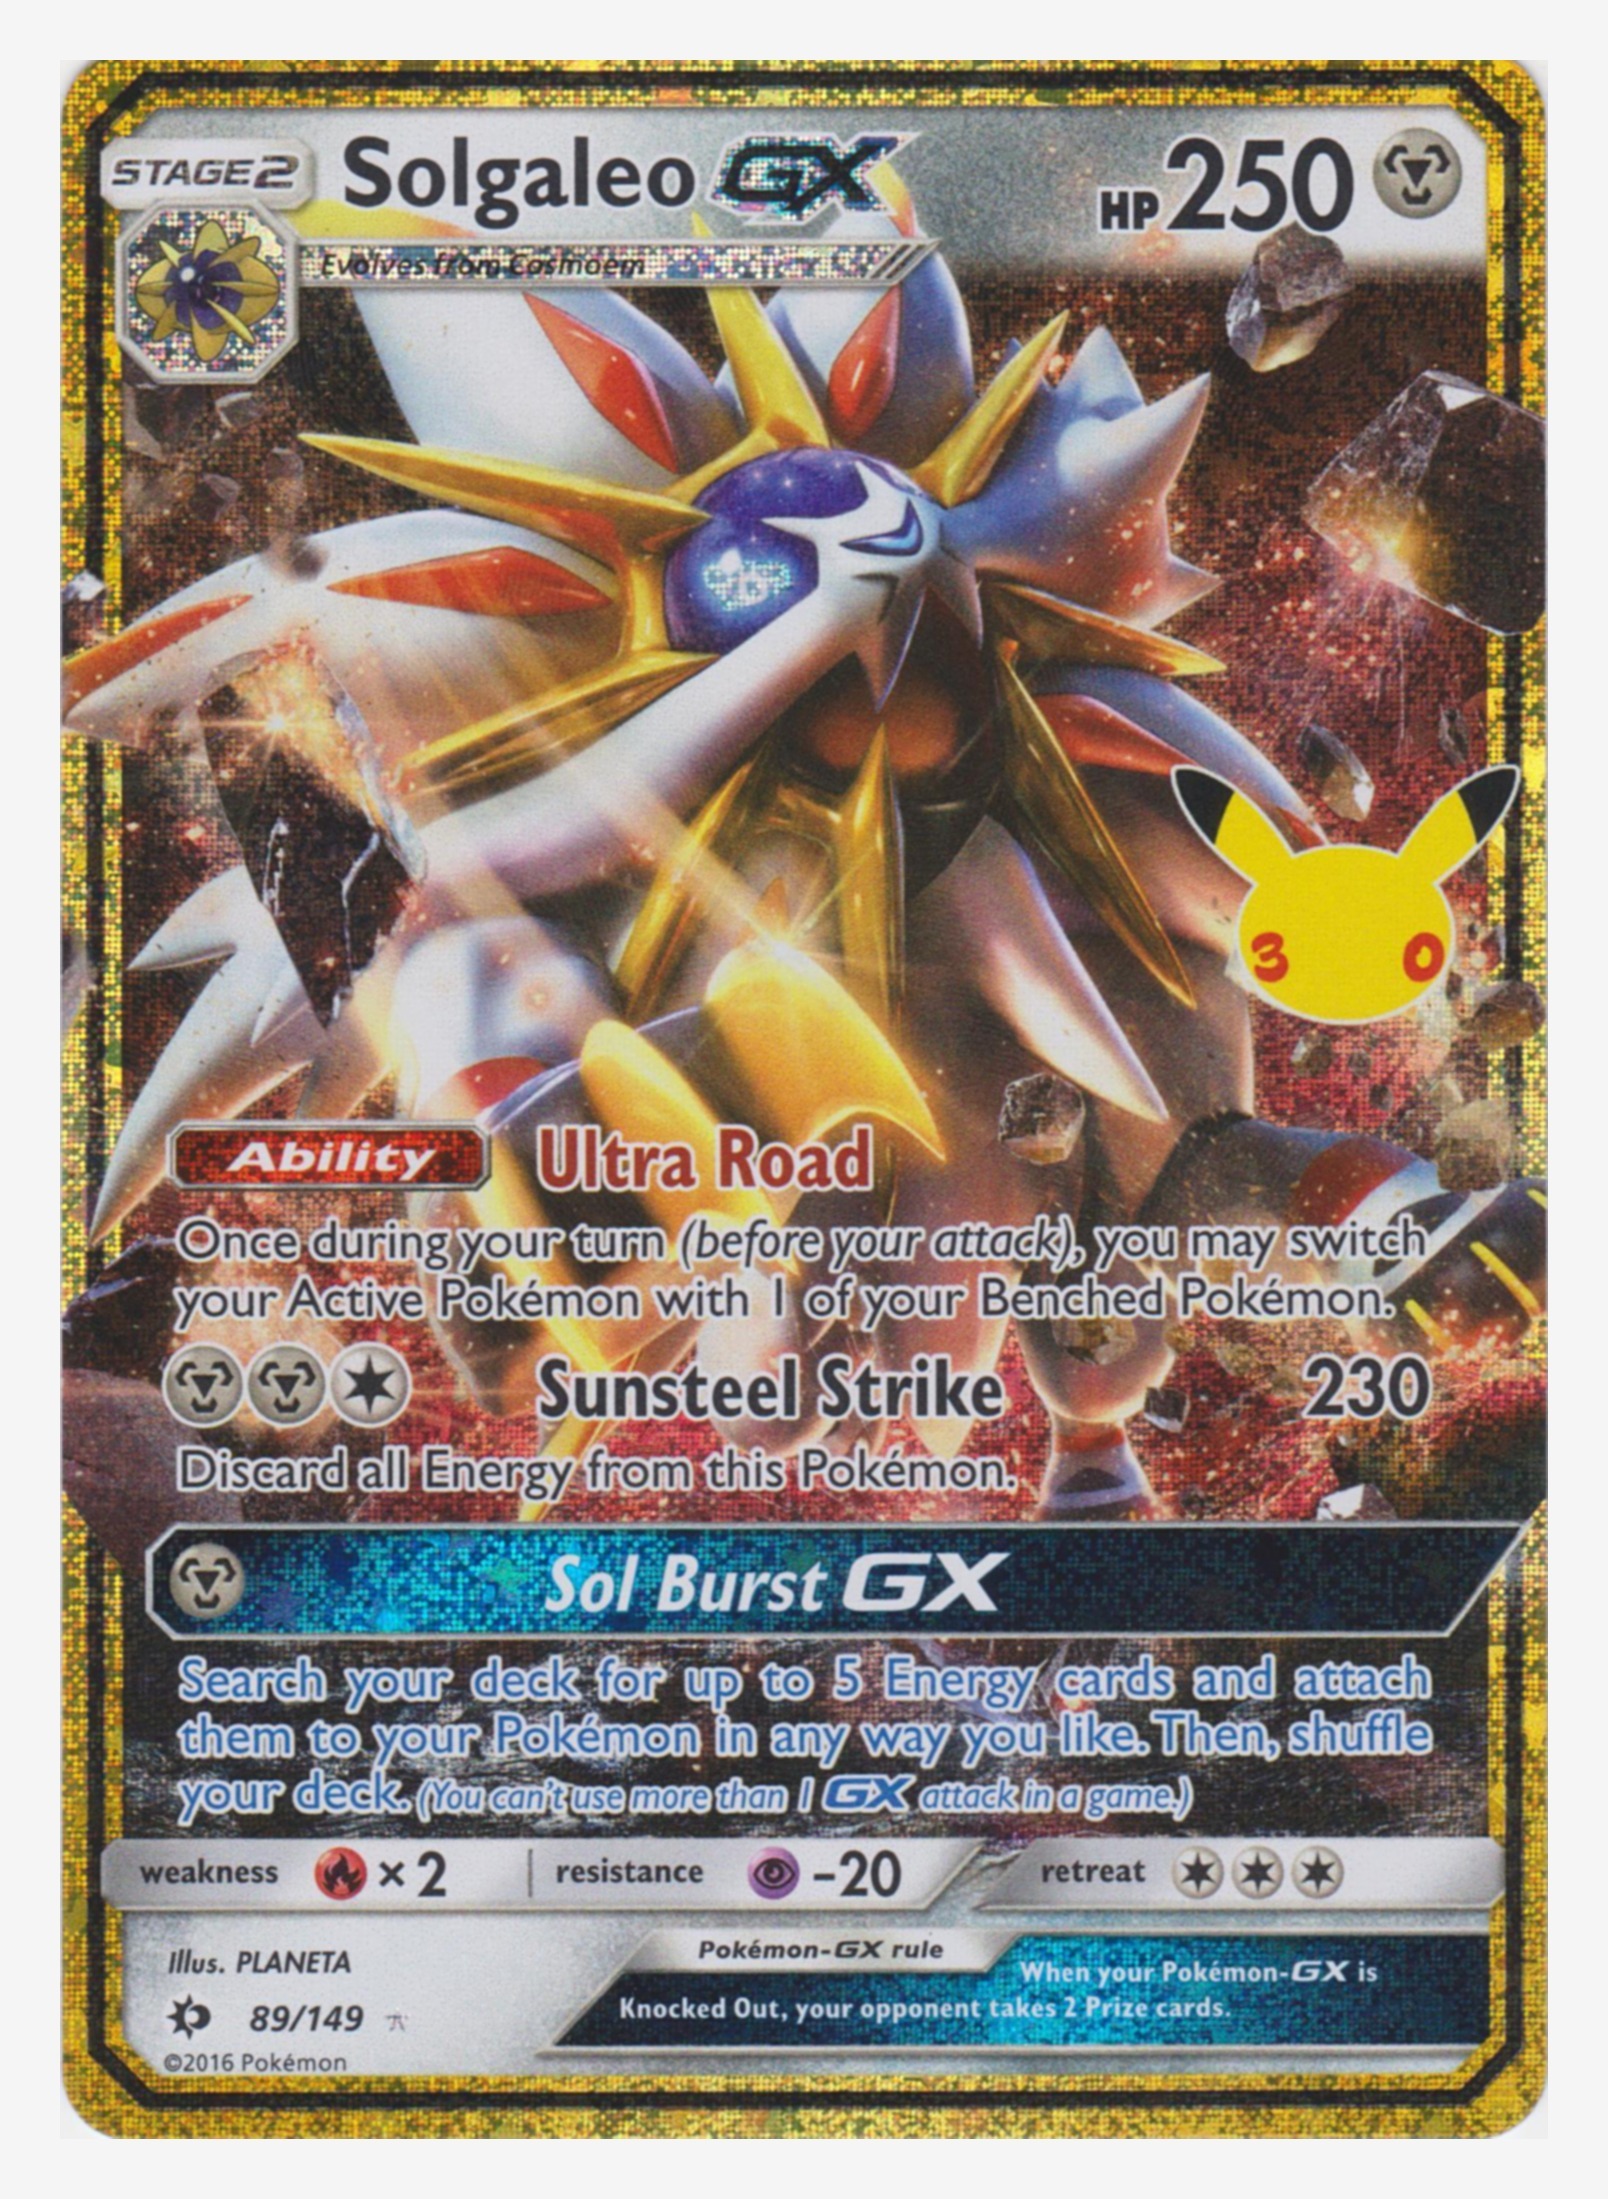 STAGE2 Solgaleo GX HP 250
Evolves from Cosmoem
3 0
Ability Ultra Road
Once during your turn (before your attack), you may switch
your Active Pokémon with 1 of your Benched Pokémon.
Sunsteel Strike 230
Discard all Energy from this Pokémon.
Sol Burst GX
Search your deck for up to 5 Energy cards and attach
them to your Pokémon in any way you like. Then, shuffle
your deck. (You can't use more than 1 GX attack in a game.)
weakness ×2 resistance -20 retreat
Illus. PLANETA
Pokémon-GX rule
When your Pokémon-GX is
Knocked Out, your opponent takes 2 Prize cards.
89/149
©2016 Pokémon